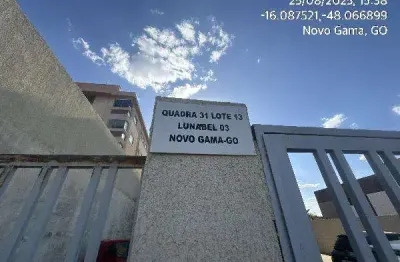 25/08/2025, 15:38
-16.087521,-48.066899
Novo Gama, GO
QUADRA 31 LOTE 13
LUNABEL 03
NOVO GAMA-GO